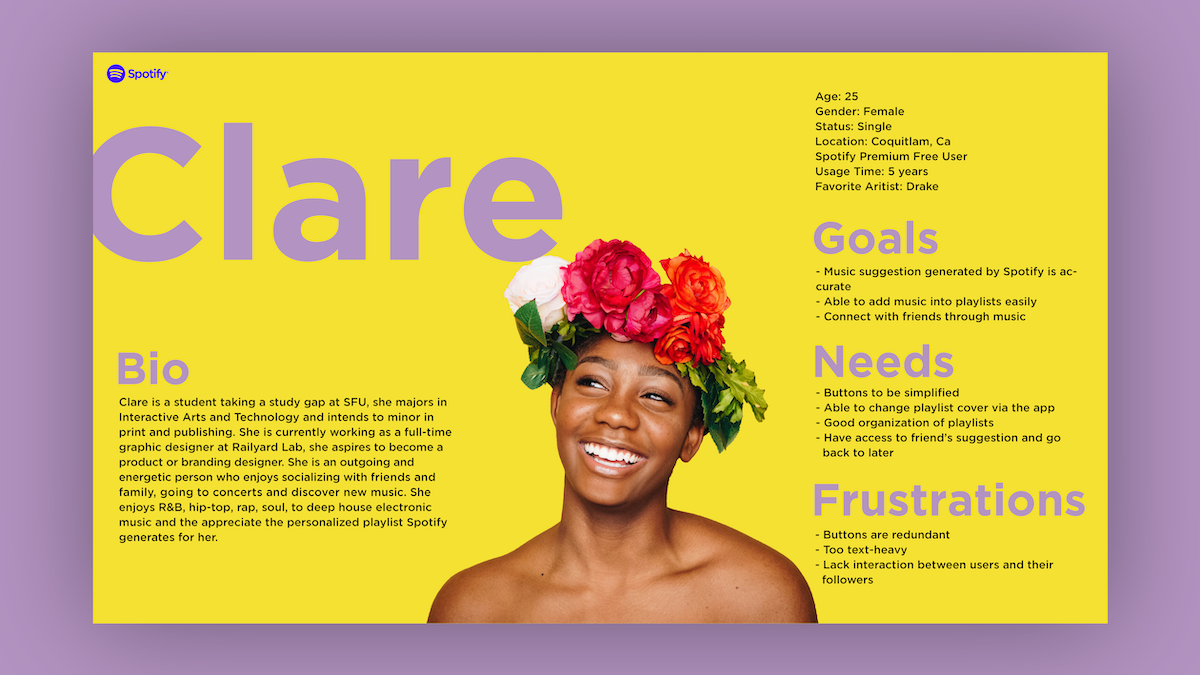 Spotify
Clare
Bio
Clare is a student taking a study gap at SFU, she majors in
Interactive Arts and Technology and intends to minor in
print and publishing. She is currently working as a full-time
graphic designer at Railyard Lab, she aspires to become a
product or branding designer. She is an outgoing and
energetic person who enjoys socializing with friends and
family, going to concerts and discover new music. She
enjoys R&B, hip-top, rap, soul, to deep house electronic
music and the appreciate the personalized playlist Spotify
generates for her.
Age: 25
Gender: Female
Status: Single
Location: Coquitlam, Ca
Spotify Premium Free User
Usage Time: 5 years
Favorite Aritist: Drake
Goals
- Music suggestion generated by Spotify is ac-
curate
- Able to add music into playlists easily
- Connect with friends through music
Needs
- Buttons to be simplified
- Able to change playlist cover via the app
- Good organization of playlists
- Have access to friend's suggestion and go
back to later
Frustrations
- Buttons are redundant
- Too text-heavy
- Lack interaction between users and their
followers